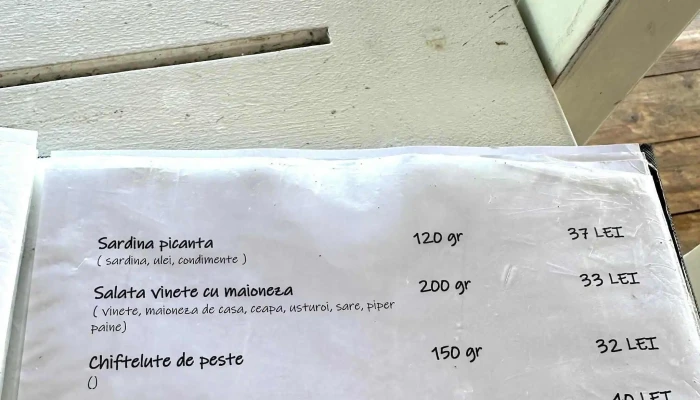 Sardina picanta 120 gr 37 LEI
( sardina, ulei, condimente )
Salata vinete cu maioneza 200 gr 33 LEI
( vinete, maioneza de casa, ceapa, usturoi, sare, piper
paine)
Chiftelute de peste 150 gr 32 LEI
()
LEI